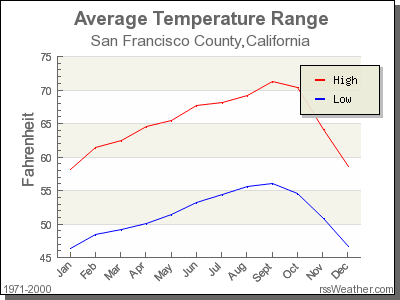 Average Temperature Range
San Francisco County,California
Fahrenheit
75
70
65
60
55
50
45
High
Low
Jan Feb Mar Apr May Jun Jul Aug Sept Oct Nov Dec
1971-2000
rssWeather.com